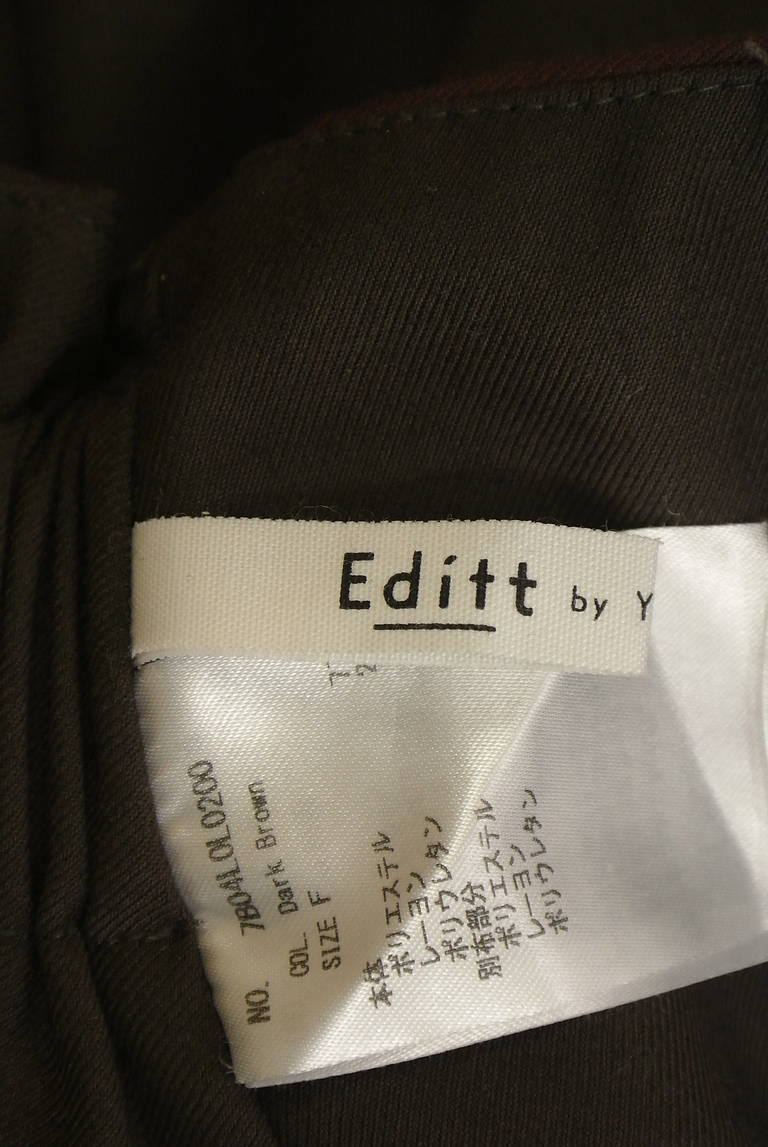 Editt by Y
NO. 7B04L0L0200
COL. Dark Brown
SIZE F
本体
ポリエステル
レーヨン
ポリウレタン
別布部分
ポリエステル
レーヨン
ポリウレタン